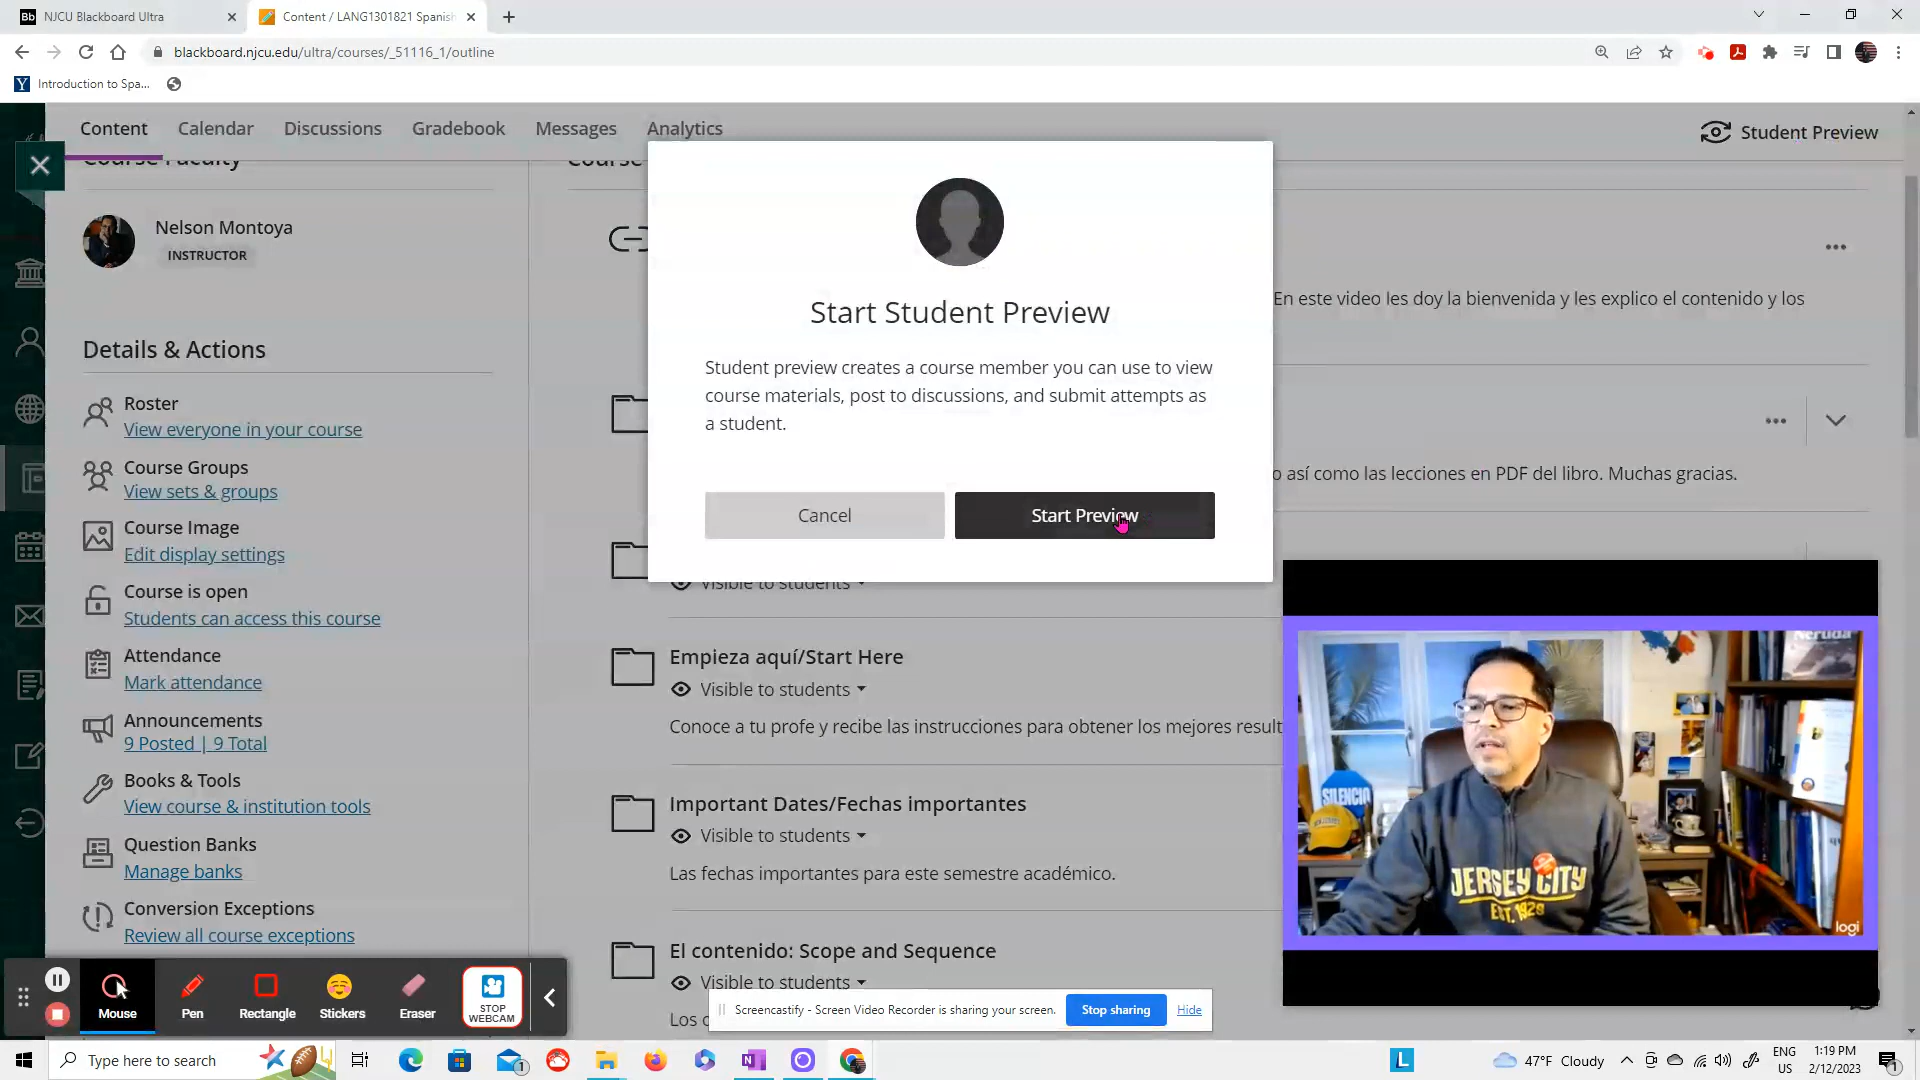 NJCU Blackboard Ultra
Content / LANG1301821 Spanish
blackboard.njcu.edu/ultra/courses/_51116_1/outline
Introduction to Spa...
Content
Calendar
Discussions
Gradebook
Messages
Analytics
Student Preview
Course Faculty
Course
Nelson Montoya
INSTRUCTOR
Details & Actions
Roster
View everyone in your course
Course Groups
View sets & groups
Course Image
Edit display settings
Course is open
Students can access this course
Attendance
Mark attendance
Announcements
9 Posted | 9 Total
Books & Tools
View course & institution tools
Question Banks
Manage banks
Conversion Exceptions
Review all course exceptions
Start Student Preview
Student preview creates a course member you can use to view
course materials, post to discussions, and submit attempts as
a student.
Cancel
Start Preview
En este video les doy la bienvenida y les explico el contenido y los
o así como las lecciones en PDF del libro. Muchas gracias.
Visible to students
Empieza aquí/Start Here
Visible to students
Conoce a tu profe y recibe las instrucciones para obtener los mejores result
Important Dates/Fechas importantes
Visible to students
Las fechas importantes para este semestre académico.
El contenido: Scope and Sequence
Visible to students
Los c
Neruda
SILENCIO
JERSEY CITY
EST. 1929
logi
Mouse
Pen
Rectangle
Stickers
Eraser
STOP
WEBCAM
Screencastify - Screen Video Recorder is sharing your screen.
Stop sharing
Hide
Type here to search
47°F Cloudy
ENG
US
1:19 PM
2/12/2023